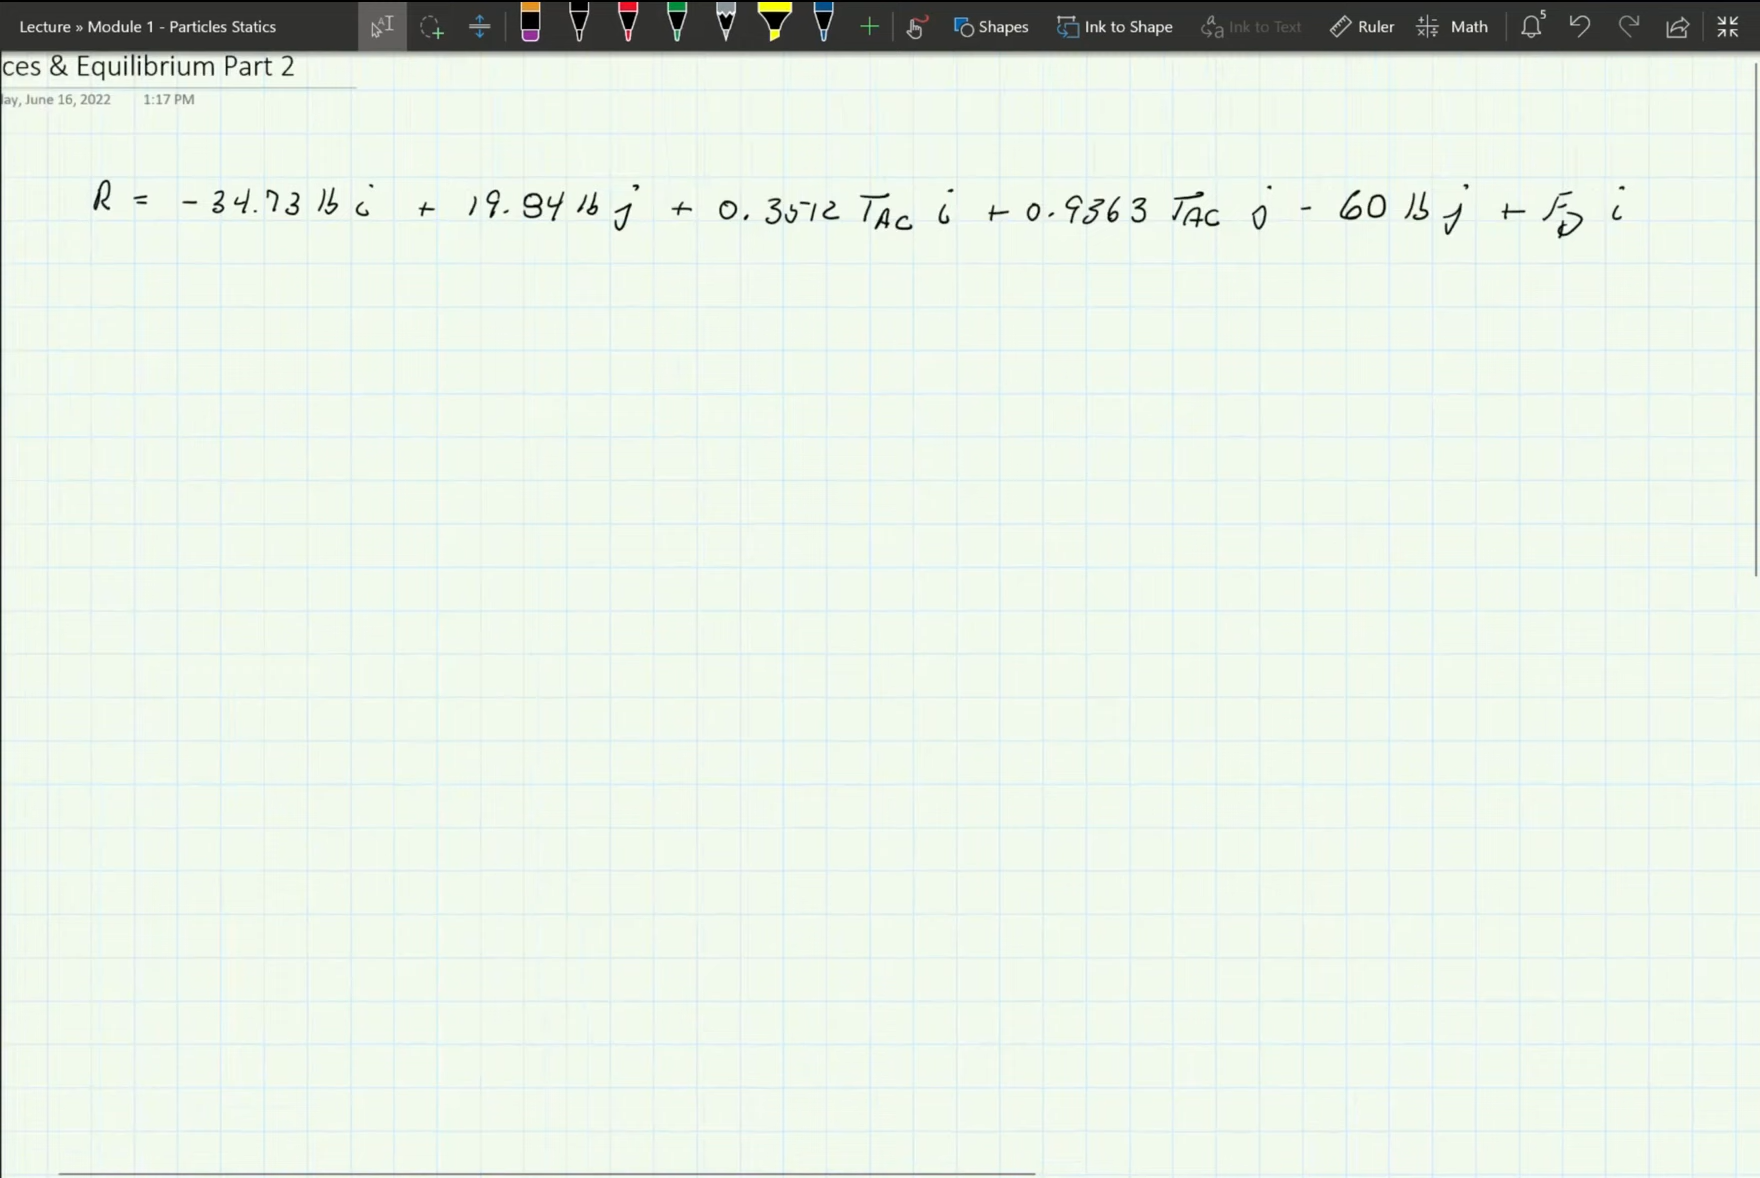 Lecture » Module 1 - Particles Statics Shapes Ink to Shape Ink to Text Ruler Math 5
ces & Equilibrium Part 2
lay, June 16, 2022 1:17 PM
R = - 34.73 lb i + 19.84 lb j + 0.3512 TAC i + 0.9363 TAC j - 60 lb j + FD i